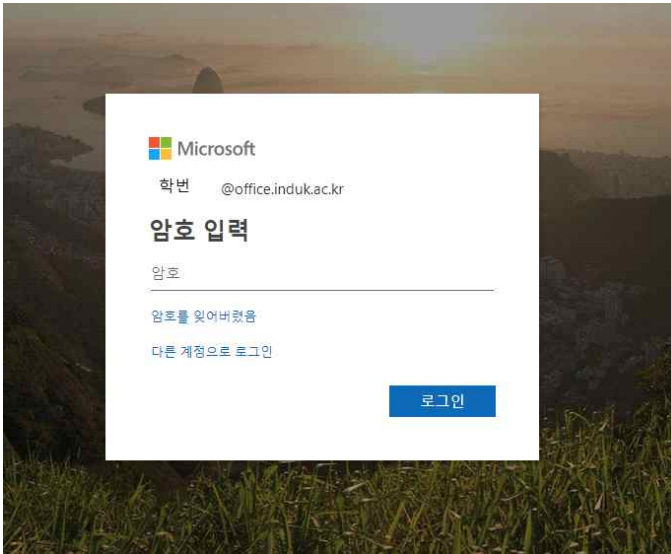 Microsoft
학번 @office.induk.ac.kr
암호 입력
암호
암호를 잊어버렸음
다른 계정으로 로그인
로그인